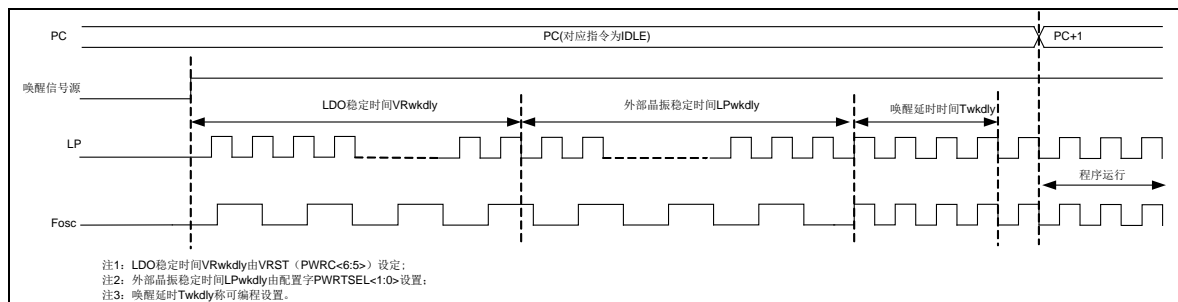 PC
PC(对应指令为IDLE)
PC+1
唤醒信号源
LDO稳定时间VRwkdly
外部晶振稳定时间LPwkdly
唤醒延时时间Twkdly
LP
程序运行
Fosc
注1：LDO稳定时间VRwkdly由VRST（PWRC<6:5>）设定；
注2：外部晶振稳定时间LPwkdly由配置字PWRTSEL<1:0>设置；
注3：唤醒延时Twkdly称可编程设置。